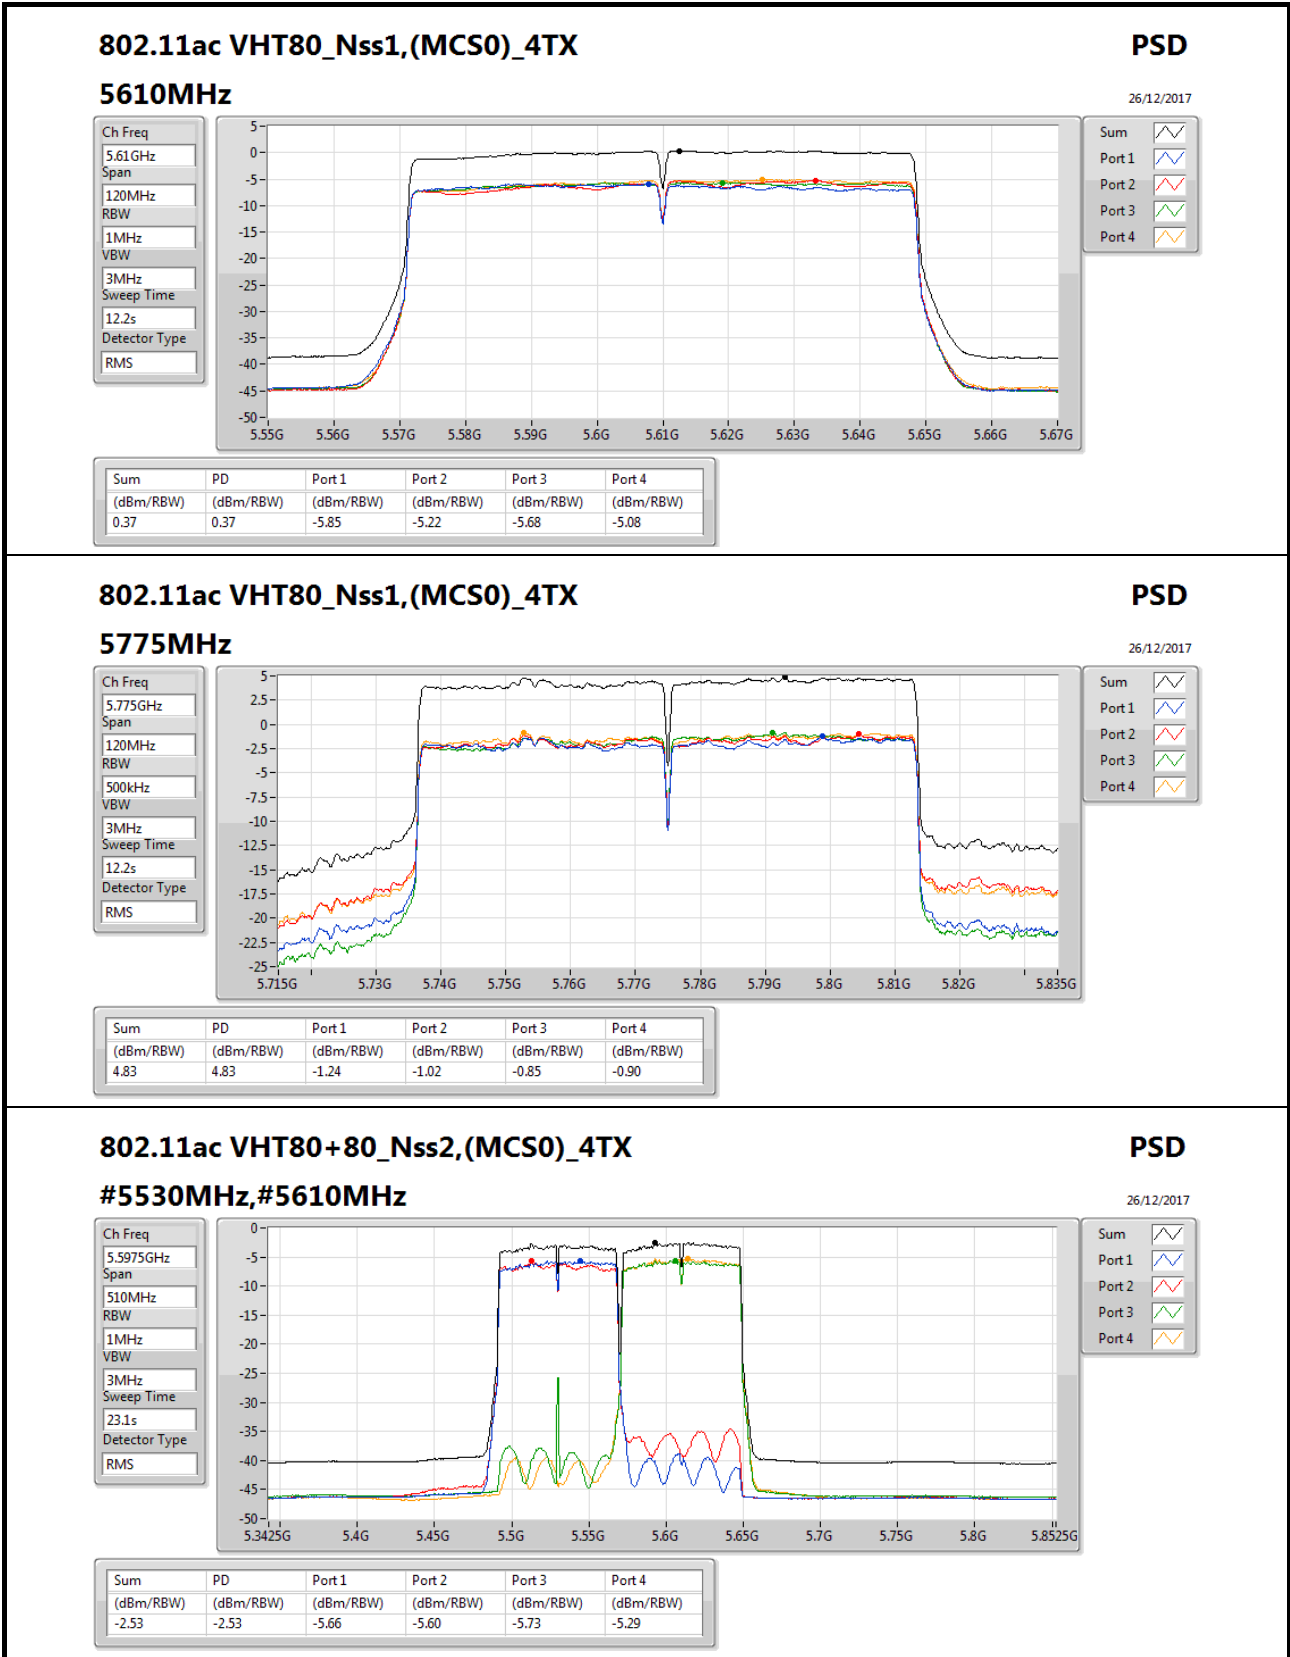 802.11ac VHT80_Nss1,(MCS0)_4TX PSD
5610MHz 26/12/2017
Ch Freq
5.61GHz
Span
120MHz
RBW
1MHz
VBW
3MHz
Sweep Time
12.2s
Detector Type
RMS
5
0
-5
-10
-15
-20
-25
-30
-35
-40
-45
-50
5.55G 5.56G 5.57G 5.58G 5.59G 5.6G 5.61G 5.62G 5.63G 5.64G 5.65G 5.66G 5.67G
Sum
Port 1
Port 2
Port 3
Port 4
Sum PD Port 1 Port 2 Port 3 Port 4
(dBm/RBW) (dBm/RBW) (dBm/RBW) (dBm/RBW) (dBm/RBW) (dBm/RBW)
0.37 0.37 -5.85 -5.22 -5.68 -5.08
802.11ac VHT80_Nss1,(MCS0)_4TX PSD
5775MHz 26/12/2017
Ch Freq
5.775GHz
Span
120MHz
RBW
500kHz
VBW
3MHz
Sweep Time
12.2s
Detector Type
RMS
5
2.5
0
-2.5
-5
-7.5
-10
-12.5
-15
-17.5
-20
-22.5
-25
5.715G 5.73G 5.74G 5.75G 5.76G 5.77G 5.78G 5.79G 5.8G 5.81G 5.82G 5.835G
Sum
Port 1
Port 2
Port 3
Port 4
Sum PD Port 1 Port 2 Port 3 Port 4
(dBm/RBW) (dBm/RBW) (dBm/RBW) (dBm/RBW) (dBm/RBW) (dBm/RBW)
4.83 4.83 -1.24 -1.02 -0.85 -0.90
802.11ac VHT80+80_Nss2,(MCS0)_4TX PSD
#5530MHz,#5610MHz 26/12/2017
Ch Freq
5.5975GHz
Span
510MHz
RBW
1MHz
VBW
3MHz
Sweep Time
23.1s
Detector Type
RMS
0
-5
-10
-15
-20
-25
-30
-35
-40
-45
-50
5.3425G 5.4G 5.45G 5.5G 5.55G 5.6G 5.65G 5.7G 5.75G 5.8G 5.8525G
Sum
Port 1
Port 2
Port 3
Port 4
Sum PD Port 1 Port 2 Port 3 Port 4
(dBm/RBW) (dBm/RBW) (dBm/RBW) (dBm/RBW) (dBm/RBW) (dBm/RBW)
-2.53 -2.53 -5.66 -5.60 -5.73 -5.29